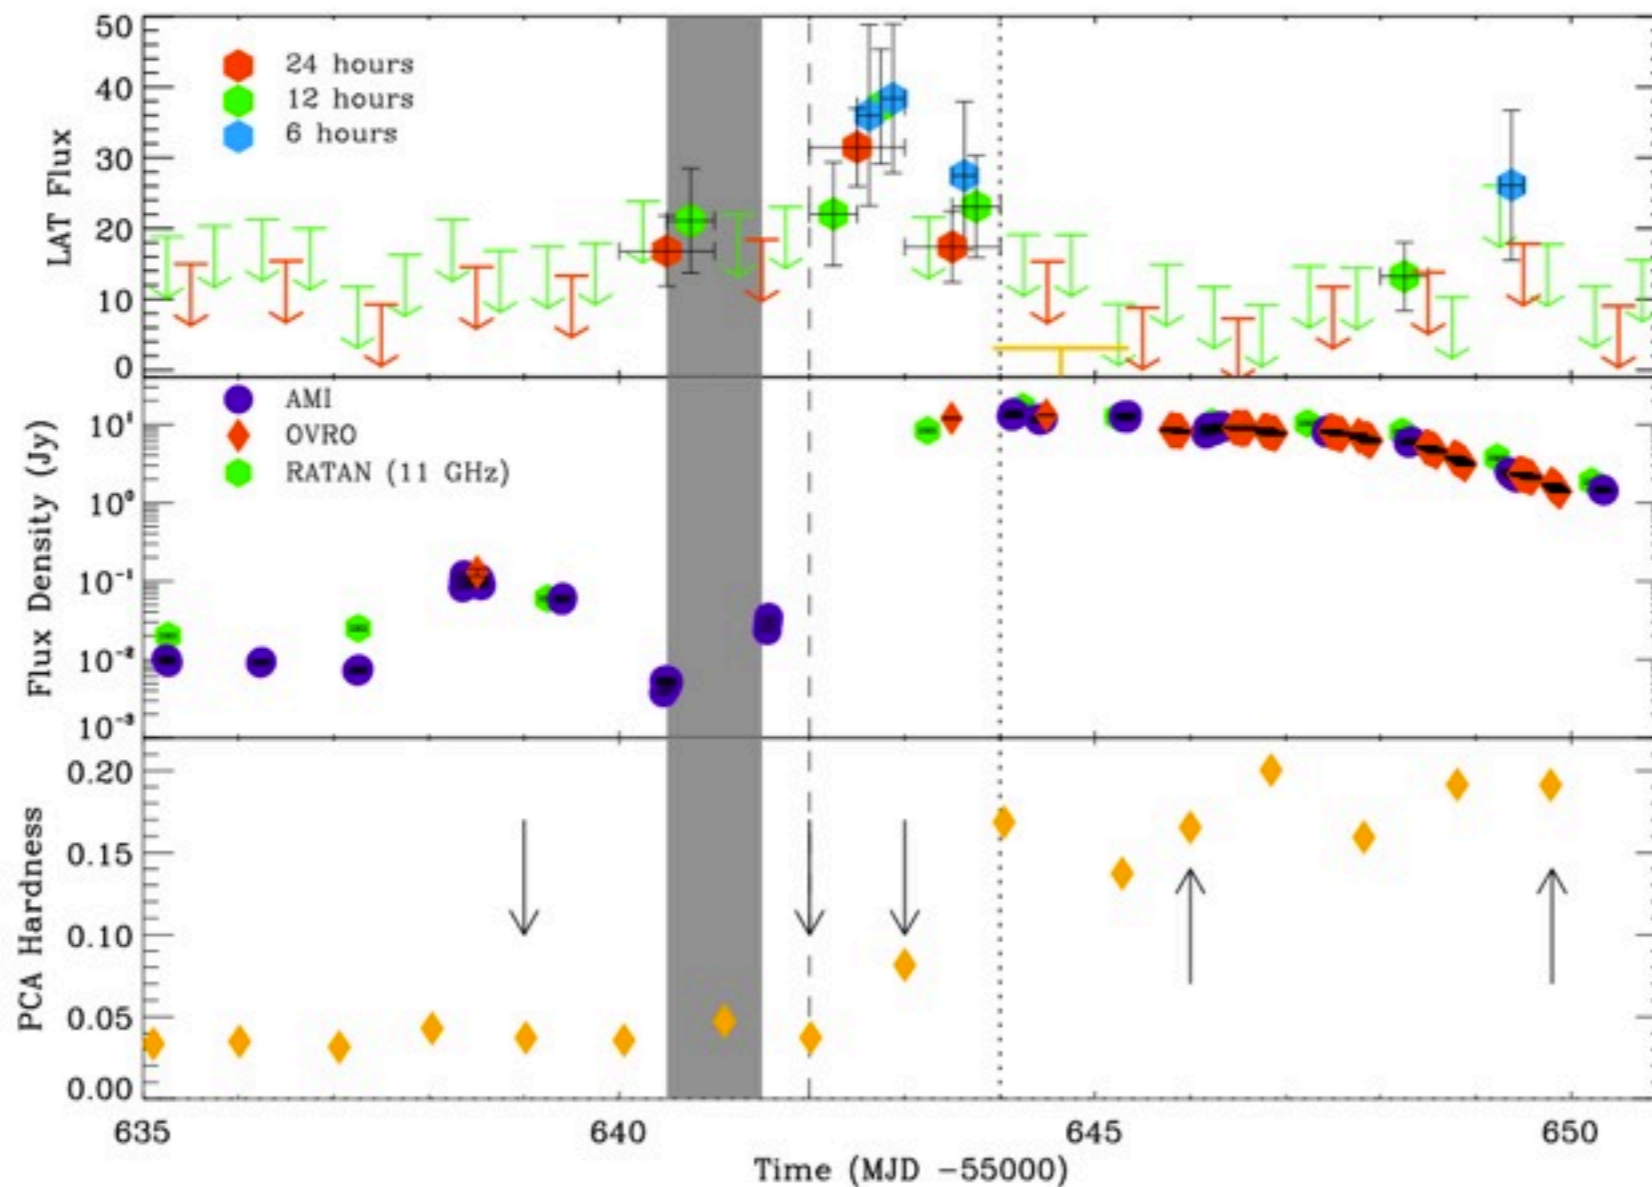 50
40
30
20
10
0
LAT Flux
24 hours
12 hours
6 hours
10¹
10⁰
10⁻¹
10⁻²
10⁻³
Flux Density (Jy)
AMI
OVRO
RATAN (11 GHz)
0.20
0.15
0.10
0.05
0.00
PCA Hardness
635 640 645 650
Time (MJD -55000)